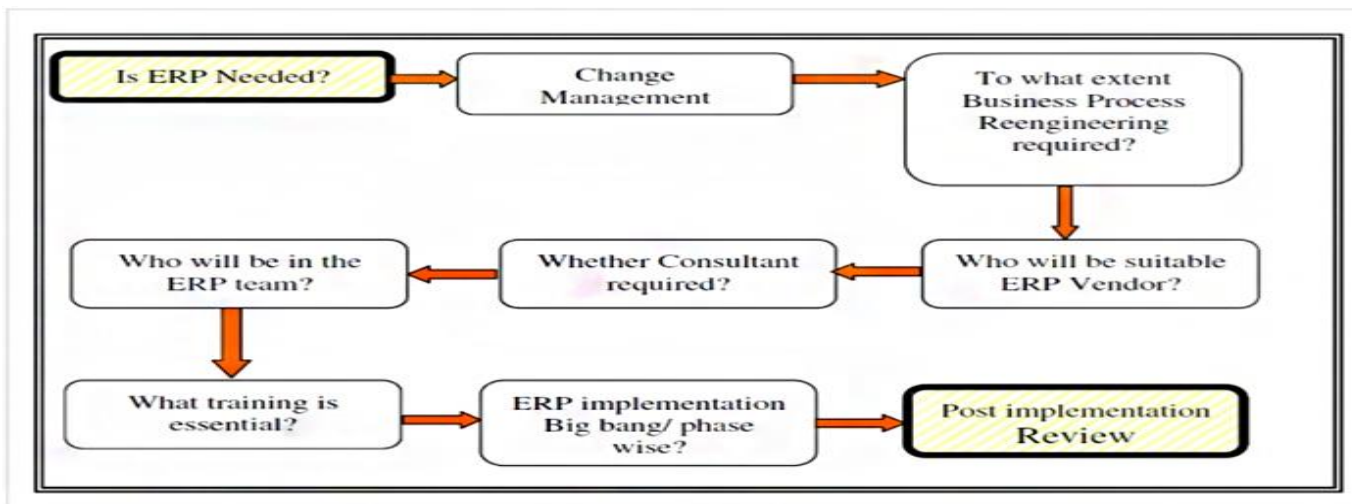 Is ERP Needed?
Change
Management
To what extent
Business Process
Reengineering
required?
Who will be suitable
ERP Vendor?
Whether Consultant
required?
Who will be in the
ERP team?
What training is
essential?
ERP implementation
Big bang/ phase
wise?
Post implementation
Review